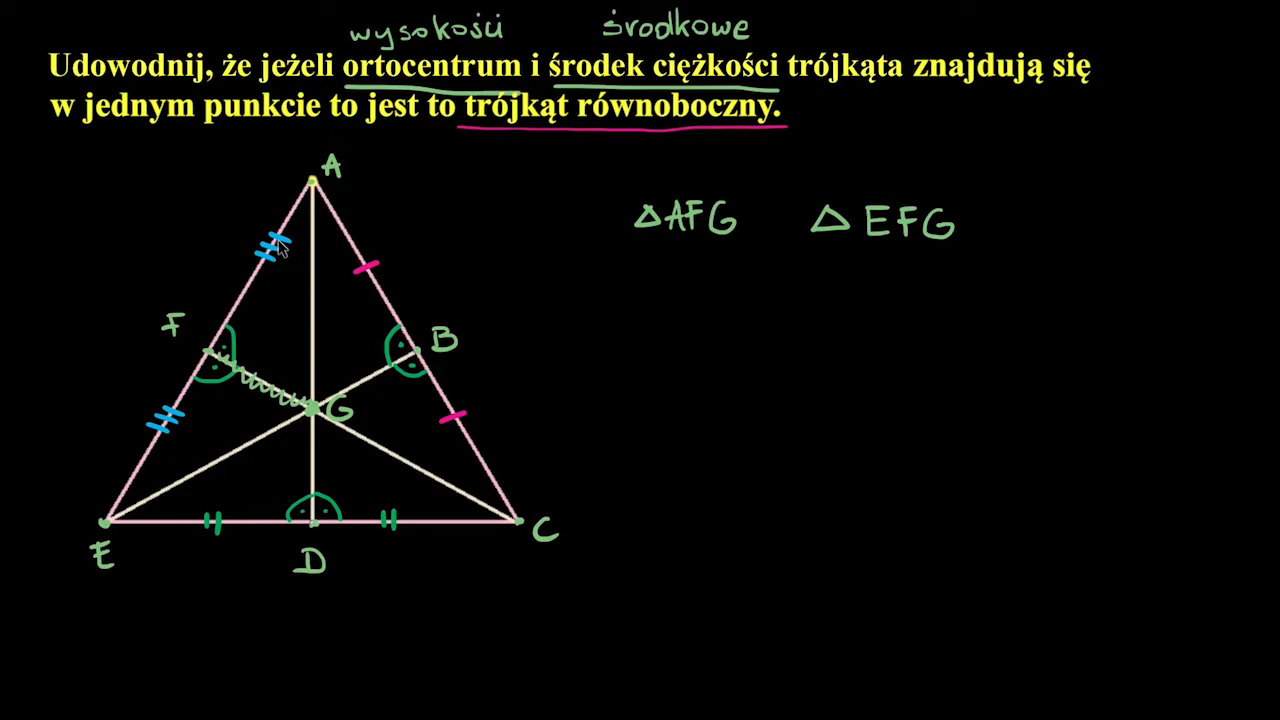 wysokości środkowe
Udowodnij, że jeżeli ortocentrum i środek ciężkości trójkąta znajdują się
w jednym punkcie to jest to trójkąt równoboczny.
A
△AFG △EFG
F
B
G
E
D
C